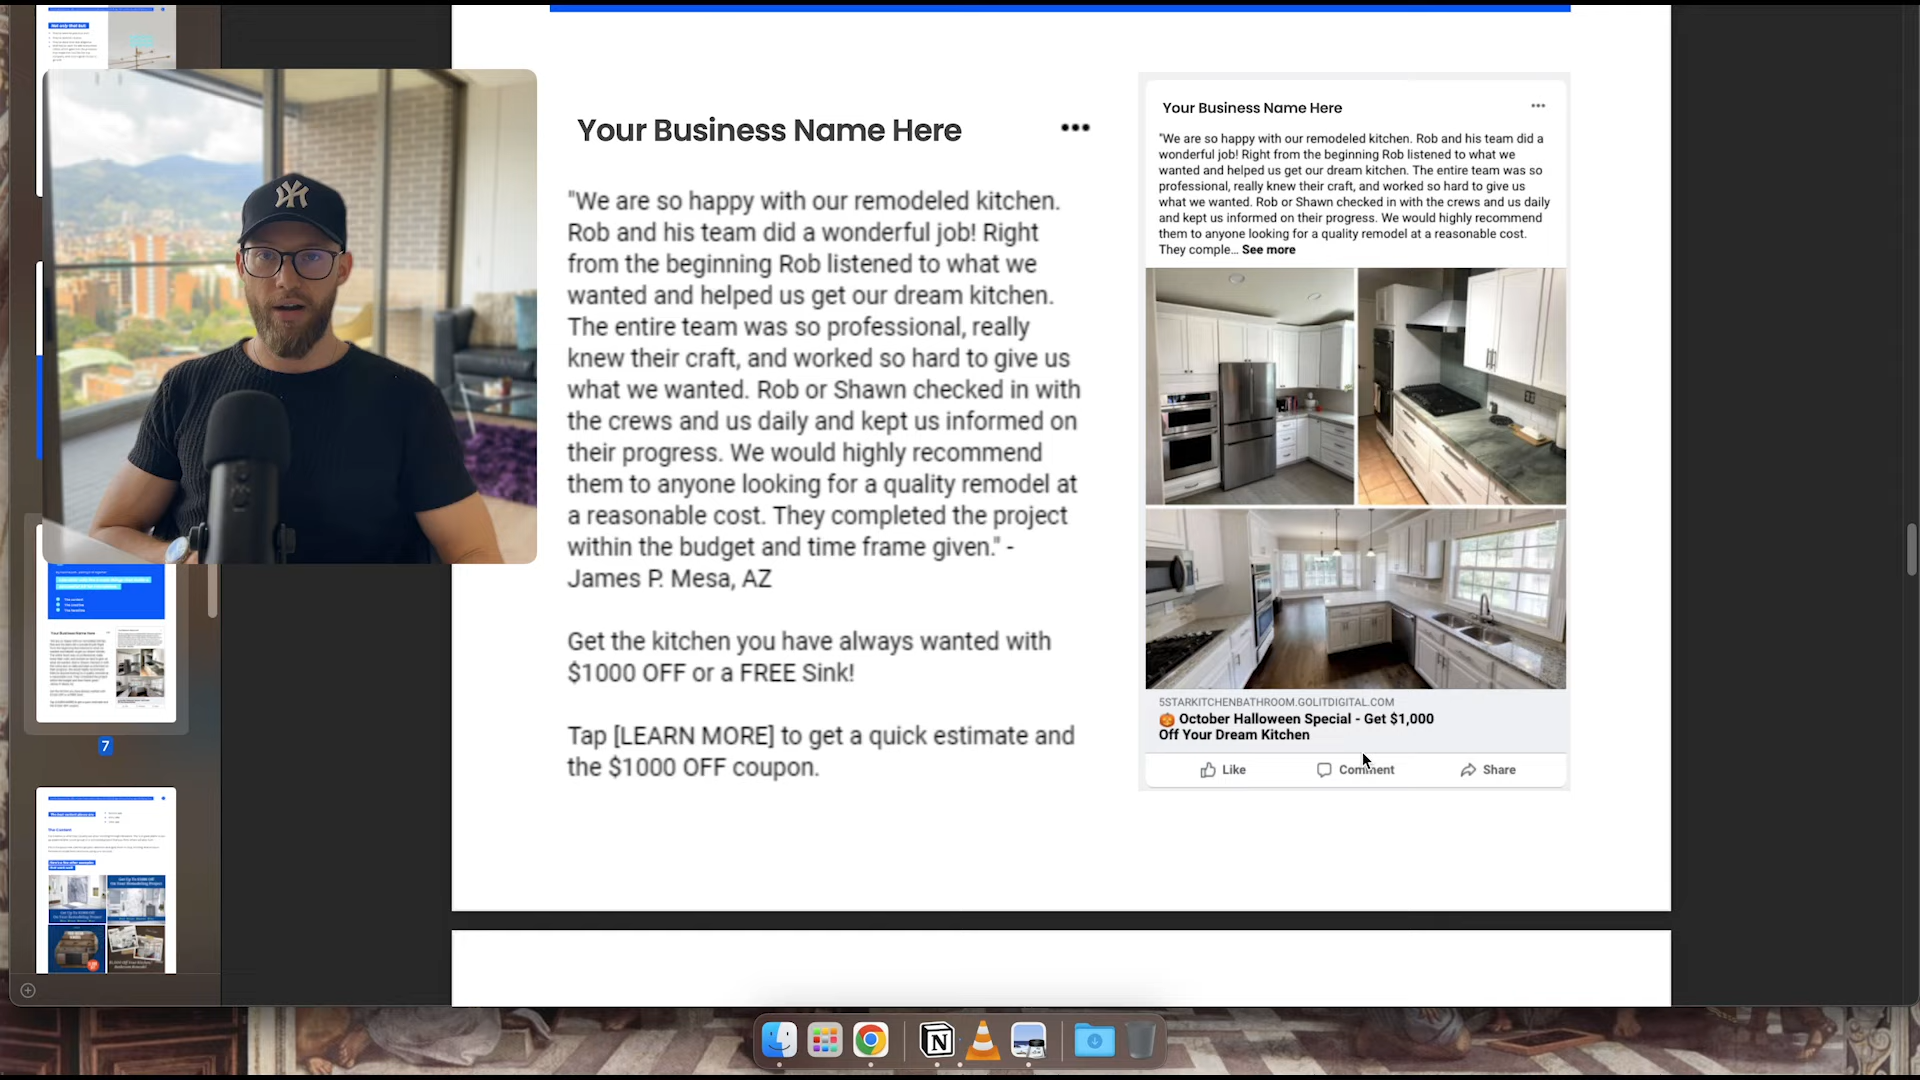 Your Business Name Here
"We are so happy with our remodeled kitchen.
Rob and his team did a wonderful job! Right
from the beginning Rob listened to what we
wanted and helped us get our dream kitchen.
The entire team was so professional, really
knew their craft, and worked so hard to give us
what we wanted. Rob or Shawn checked in with
the crews and us daily and kept us informed on
their progress. We would highly recommend
them to anyone looking for a quality remodel at
a reasonable cost. They completed the project
within the budget and time frame given." -
James P. Mesa, AZ
Get the kitchen you have always wanted with
$1000 OFF or a FREE Sink!
Tap [LEARN MORE] to get a quick estimate and
the $1000 OFF coupon.
Your Business Name Here
"We are so happy with our remodeled kitchen. Rob and his team did a
wonderful job! Right from the beginning Rob listened to what we
wanted and helped us get our dream kitchen. The entire team was so
professional, really knew their craft, and worked so hard to give us
what we wanted. Rob or Shawn checked in with the crews and us daily
and kept us informed on their progress. We would highly recommend
them to anyone looking for a quality remodel at a reasonable cost.
They comple... See more
5STARKITCHENBATHROOM.GOLITDIGITAL.COM
🎃 October Halloween Special - Get $1,000
Off Your Dream Kitchen
Like
Comment
Share
Not only that but
Your Business Name Here
7
The Content
NY